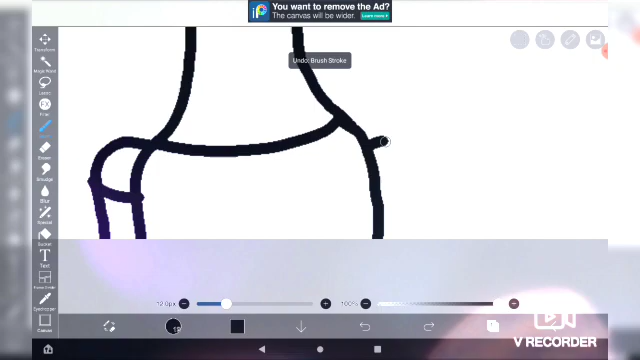 You want to remove the Ad?
The canvas will be wider.
Learn more
Undo: Brush Stroke
Transform
Magic Wand
Lasso
FX
Filter
Eraser
Smudge
Blur
Special
Bucket
T
Text
Frame Divider
Eyedropper
Canvas
12.0px
100%
V RECORDER